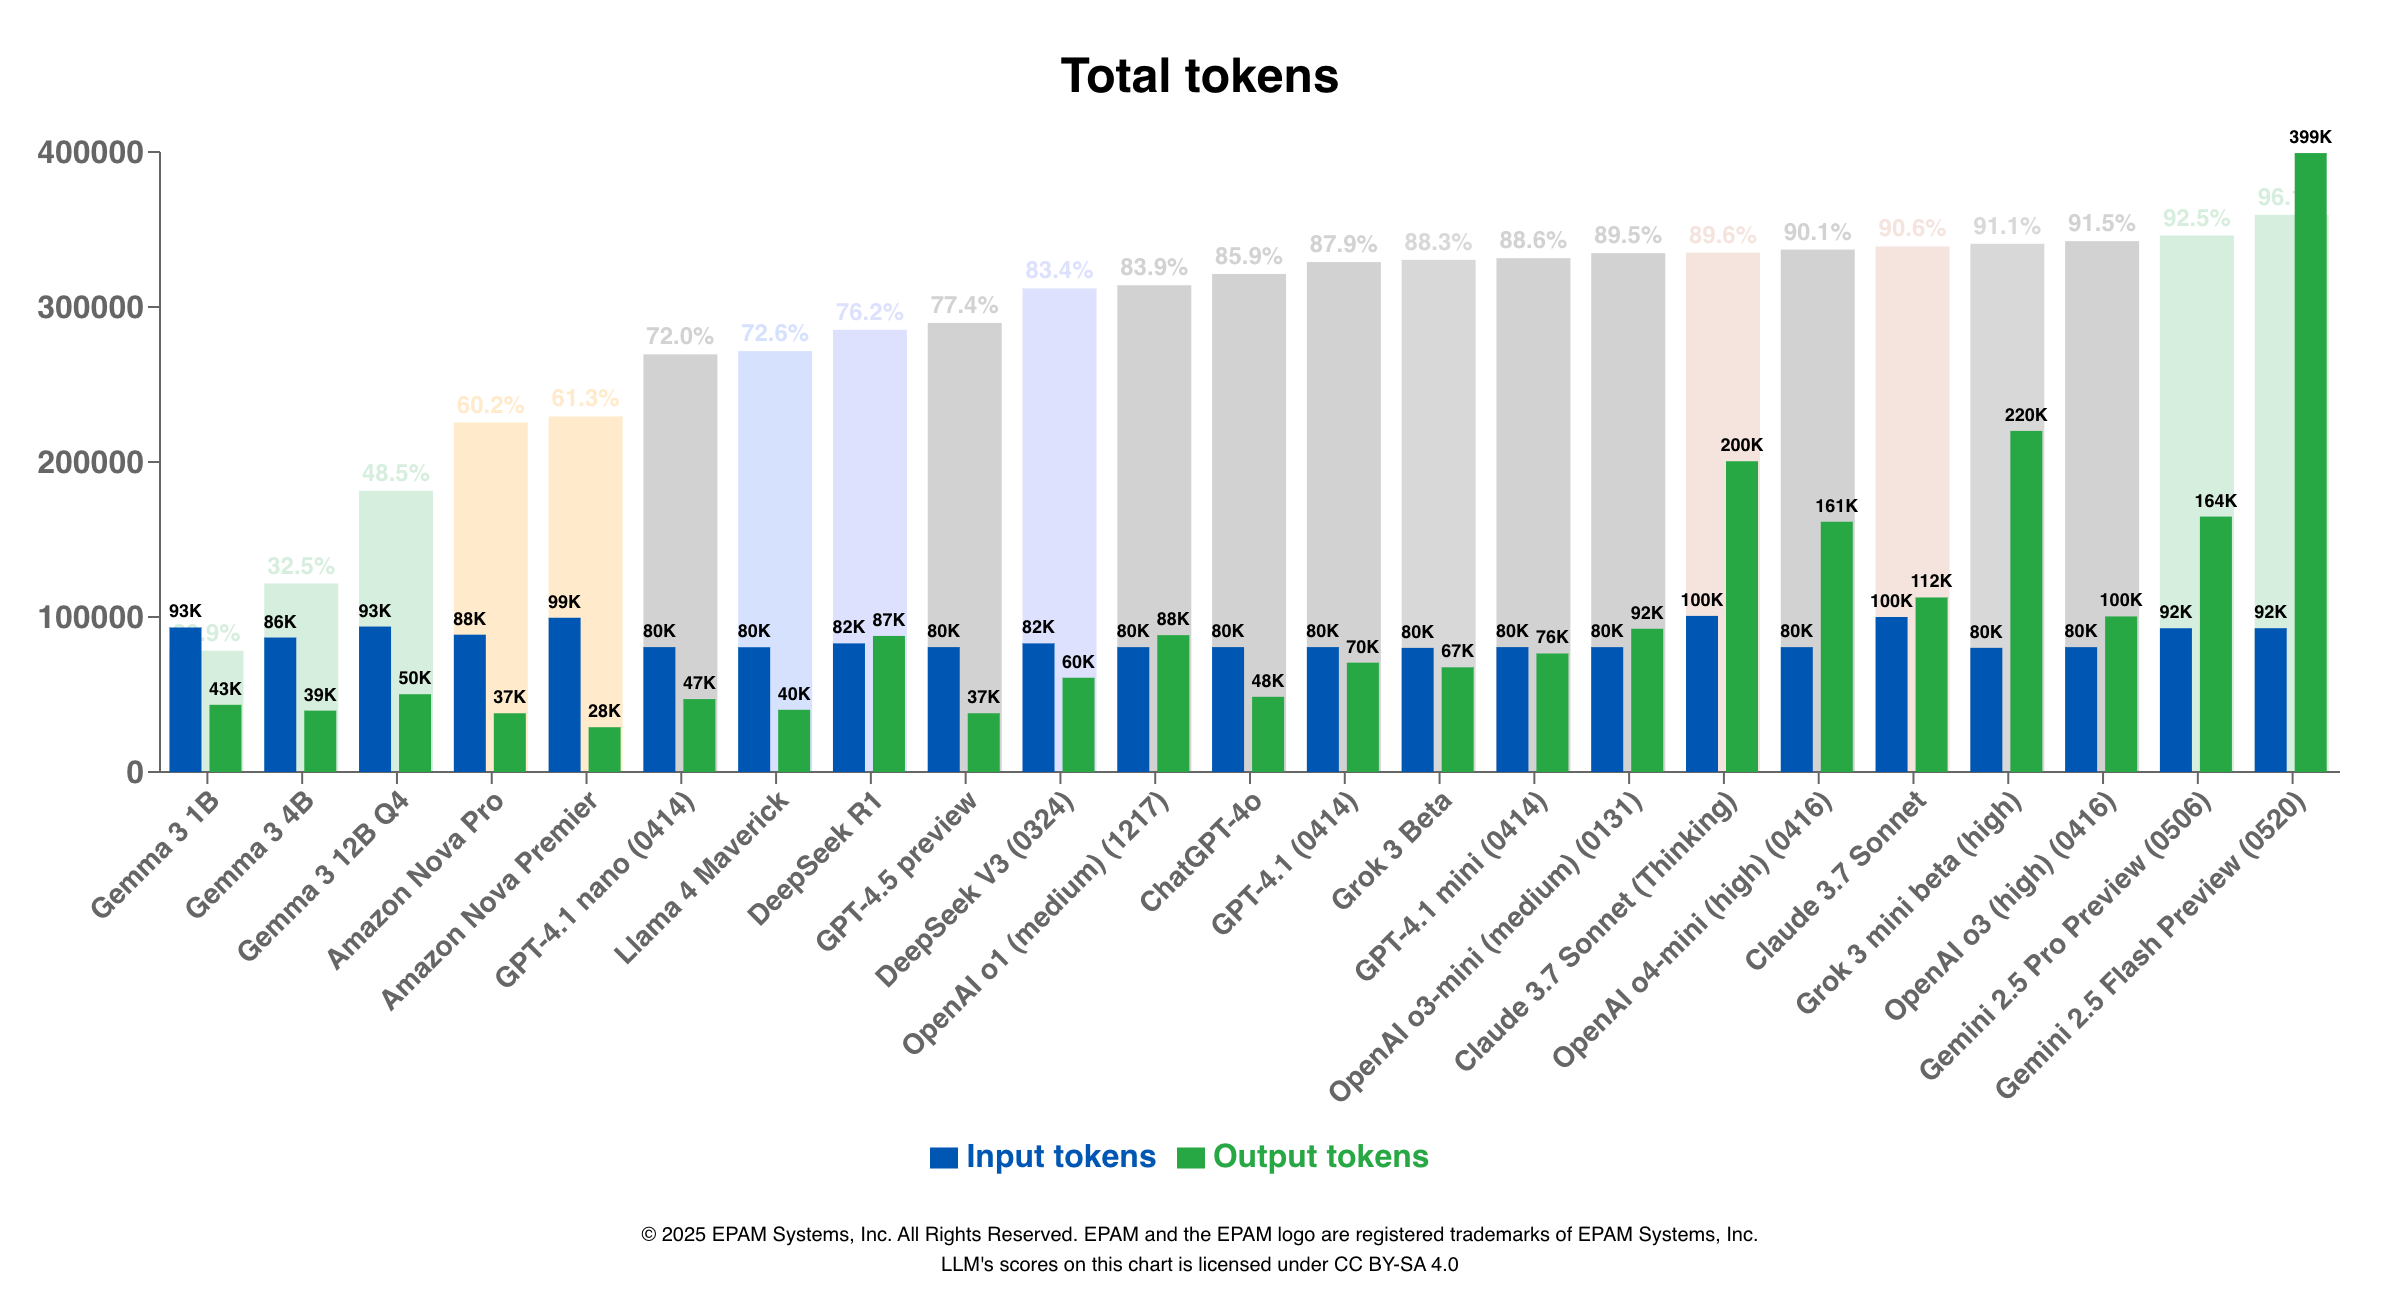 Total tokens
400000
300000
200000
100000
0
93K
43K
32.5%
86K
39K
48.5%
93K
50K
60.2%
88K
37K
61.3%
99K
28K
72.0%
80K
47K
72.6%
80K
40K
76.2%
82K
87K
77.4%
80K
37K
83.4%
82K
60K
83.9%
80K
88K
85.9%
80K
48K
87.9%
80K
70K
88.3%
80K
67K
88.6%
80K
76K
89.5%
80K
92K
89.6%
100K
200K
90.1%
80K
161K
90.6%
100K
112K
91.1%
80K
220K
91.5%
80K
100K
92.5%
92K
164K
92K
399K
Gemma 3 1B
Gemma 3 4B
Gemma 3 12B Q4
Amazon Nova Pro
Amazon Nova Premier
GPT-4.1 nano (0414)
Llama 4 Maverick
DeepSeek R1
GPT-4.5 preview
DeepSeek V3 (0324)
OpenAI o1 (medium) (1217)
ChatGPT-4o
GPT-4.1 (0414)
Grok 3 Beta
GPT-4.1 mini (0414)
OpenAI o3-mini (medium) (0131)
Claude 3.7 Sonnet (Thinking)
OpenAI o4-mini (high) (0416)
Claude 3.7 Sonnet
Grok 3 mini beta (high)
OpenAI o3 (high) (0416)
Gemini 2.5 Pro Preview (0506)
Gemini 2.5 Flash Preview (0520)
Input tokens
Output tokens
© 2025 EPAM Systems, Inc. All Rights Reserved. EPAM and the EPAM logo are registered trademarks of EPAM Systems, Inc.
LLM's scores on this chart is licensed under CC BY-SA 4.0